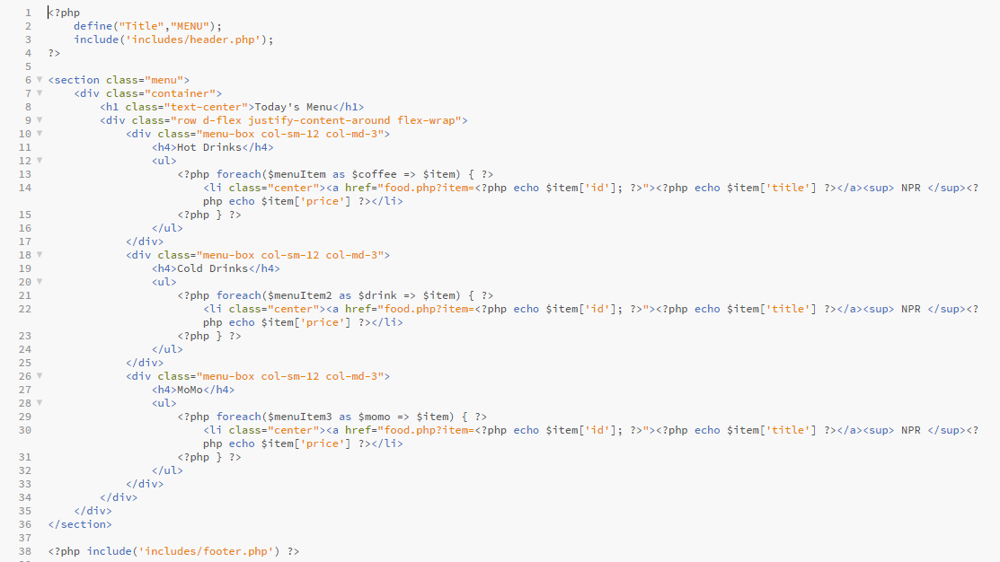 1 <?php
2     define("Title","MENU");
3     include('includes/header.php');
4 ?>
5
6 <section class="menu">
7     <div class="container">
8         <h1 class="text-center">Today's Menu</h1>
9         <div class="row d-flex justify-content-around flex-wrap">
10             <div class="menu-box col-sm-12 col-md-3">
11                 <h4>Hot Drinks</h4>
12                 <ul>
13                     <?php foreach($menuItem as $coffee => $item) { ?>
14                         <li class="center"><a href="food.php?item=<?php echo $item['id']; ?>"><?php echo $item['title'] ?></a><sup> NPR </sup><?
php echo $item['price'] ?></li>
15                     <?php } ?>
16                 </ul>
17             </div>
18             <div class="menu-box col-sm-12 col-md-3">
19                 <h4>Cold Drinks</h4>
20                 <ul>
21                     <?php foreach($menuItem2 as $drink => $item) { ?>
22                         <li class="center"><a href="food.php?item=<?php echo $item['id']; ?>"><?php echo $item['title'] ?></a><sup> NPR </sup><?
php echo $item['price'] ?></li>
23                     <?php } ?>
24                 </ul>
25             </div>
26             <div class="menu-box col-sm-12 col-md-3">
27                 <h4>MoMo</h4>
28                 <ul>
29                     <?php foreach($menuItem3 as $momo => $item) { ?>
30                         <li class="center"><a href="food.php?item=<?php echo $item['id']; ?>"><?php echo $item['title'] ?></a><sup> NPR </sup><?
php echo $item['price'] ?></li>
31                     <?php } ?>
32                 </ul>
33             </div>
34         </div>
35     </div>
36 </section>
37
38 <?php include('includes/footer.php') ?>